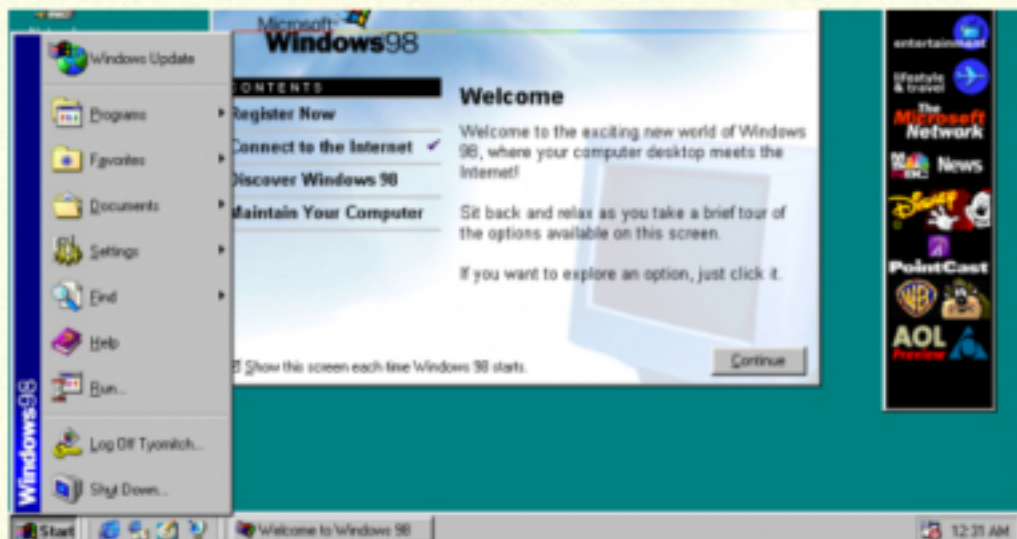 Windows Update
Programs
Favorites
Documents
Settings
Find
Help
Run...
Log Off Tyomitch...
Shut Down...
Windows98
Microsoft
Windows98
CONTENTS
Register Now
Connect to the Internet
Discover Windows 98
Maintain Your Computer
Welcome
Welcome to the exciting new world of Windows
98, where your computer desktop meets the
Internet!
Sit back and relax as you take a brief tour of
the options available on this screen.
If you want to explore an option, just click it.
Show this screen each time Windows 98 starts.
Continue
entertainment
lifestyle
& travel
The
Microsoft
Network
News
Disney
PointCast
WB
AOL
Preview
Start
Welcome to Windows 98
12:31 AM